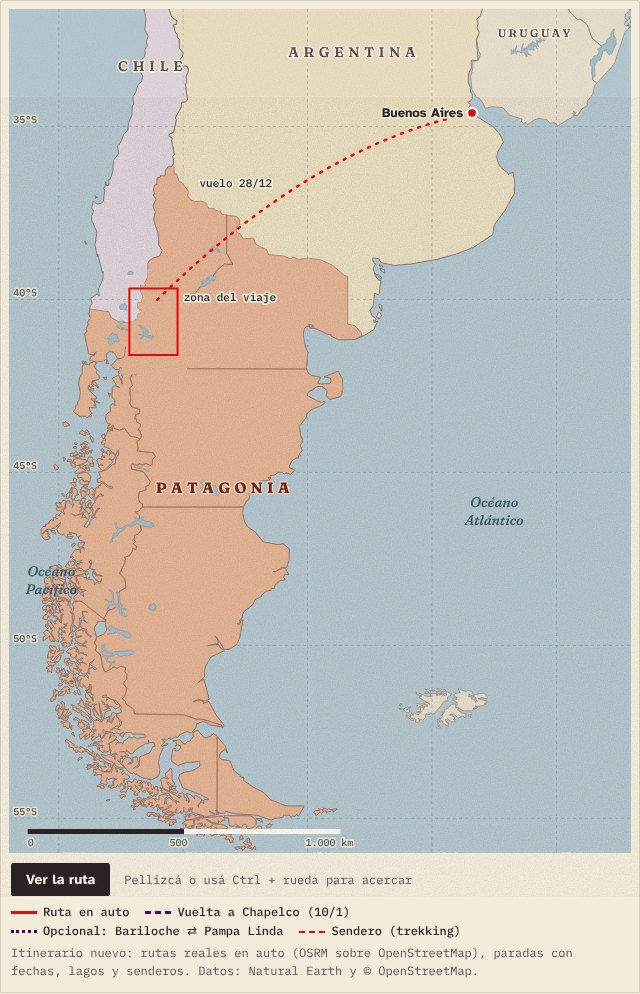 URUGUAY
ARGENTINA
CHILE
Buenos Aires
35°S
vuelo 28/12
40°S
zona del viaje
45°S
PATAGONIA
Océano
Atlántico
Océano
Pacífico
50°S
55°S
0 500 1.000 km
Ver la ruta Pellizcá o usá Ctrl + rueda para acercar
Ruta en auto Vuelta a Chapelco (10/1)
Opcional: Bariloche ⇄ Pampa Linda Sendero (trekking)
Itinerario nuevo: rutas reales en auto (OSRM sobre OpenStreetMap), paradas con
fechas, lagos y senderos. Datos: Natural Earth y © OpenStreetMap.